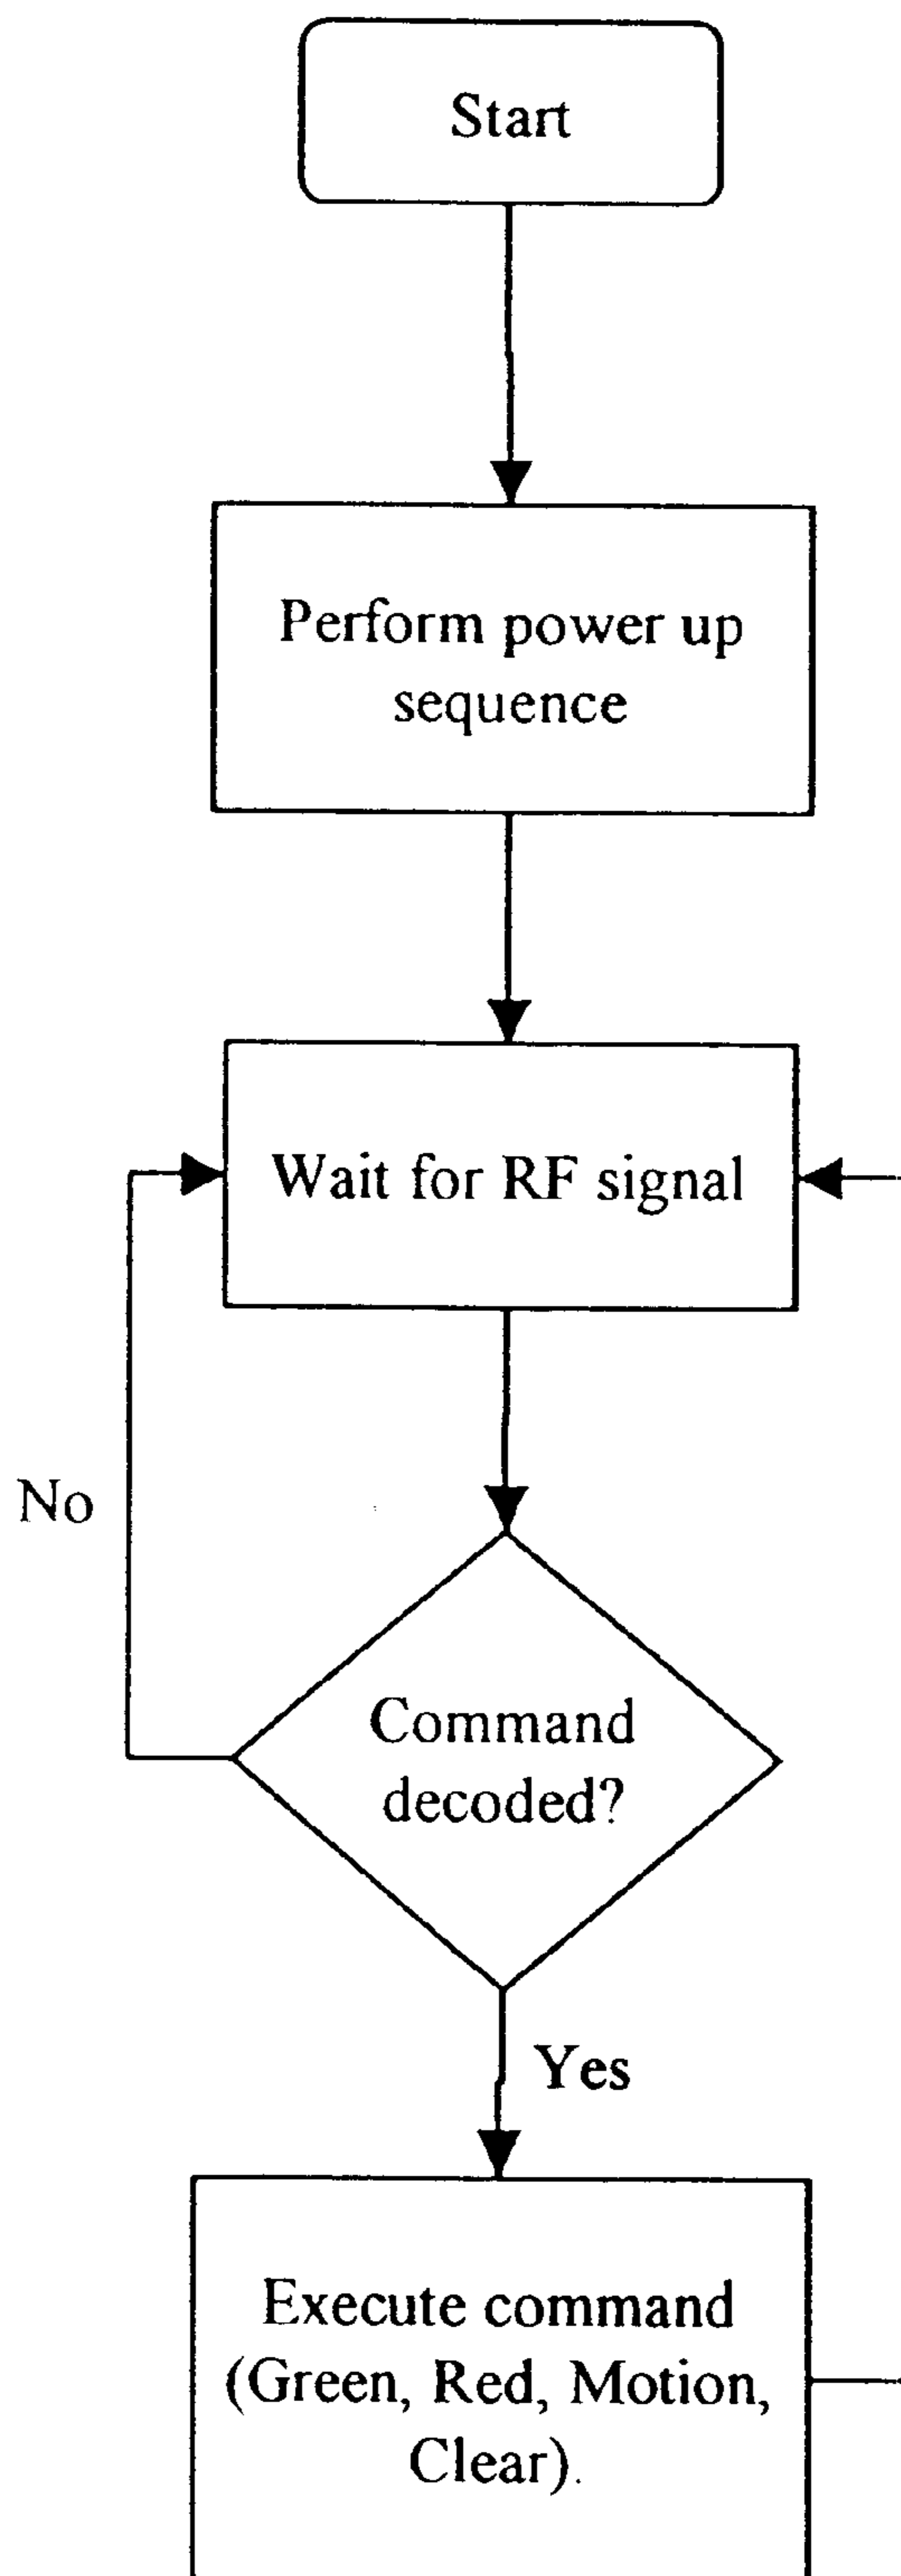 Start
Perform power up
sequence
Wait for RF signal
No
Command
decoded?
Yes
Execute command
(Green, Red, Motion,
Clear).